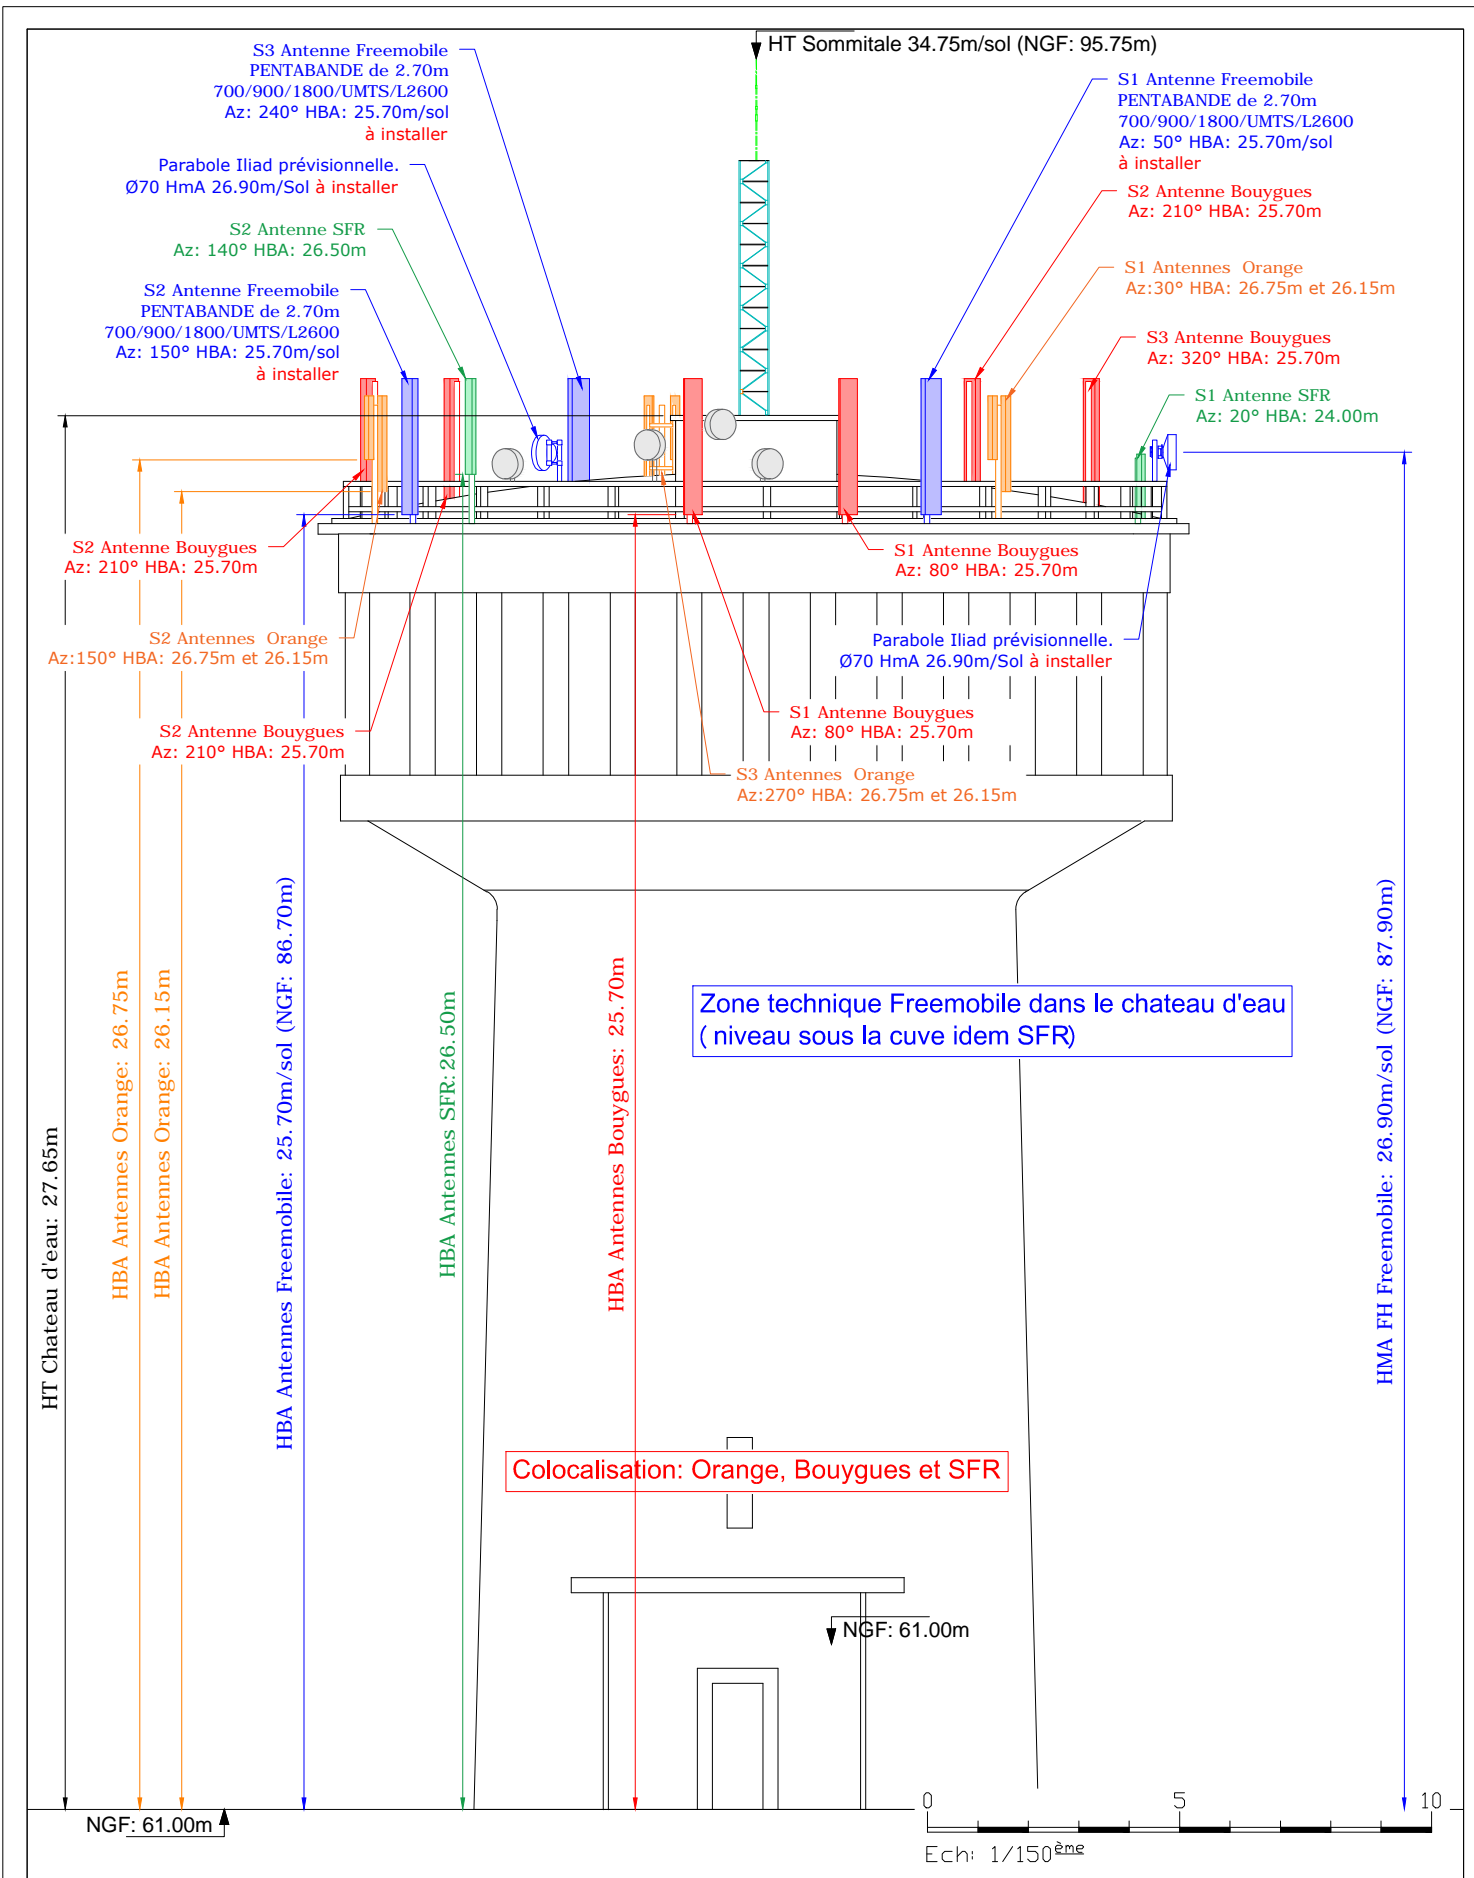 HT Sommitale 34.75m/sol (NGF: 95.75m)
S3 Antenne Freemobile
PENTABANDE de 2.70m
700/900/1800/UMTS/L2600
Az: 240° HBA: 25.70m/sol
à installer
S1 Antenne Freemobile
PENTABANDE de 2.70m
700/900/1800/UMTS/L2600
Az: 50° HBA: 25.70m/sol
à installer
Parabole Iliad prévisionnelle.
Ø70 HmA 26.90m/Sol à installer
S2 Antenne Bouygues
Az: 210° HBA: 25.70m
S2 Antenne SFR
Az: 140° HBA: 26.50m
S1 Antennes Orange
Az:30° HBA: 26.75m et 26.15m
S2 Antenne Freemobile
PENTABANDE de 2.70m
700/900/1800/UMTS/L2600
Az: 150° HBA: 25.70m/sol
à installer
S3 Antenne Bouygues
Az: 320° HBA: 25.70m
S1 Antenne SFR
Az: 20° HBA: 24.00m
S2 Antenne Bouygues
Az: 210° HBA: 25.70m
S1 Antenne Bouygues
Az: 80° HBA: 25.70m
S2 Antennes Orange
Az:150° HBA: 26.75m et 26.15m
Parabole Iliad prévisionnelle.
Ø70 HmA 26.90m/Sol à installer
S2 Antenne Bouygues
Az: 210° HBA: 25.70m
S1 Antenne Bouygues
Az: 80° HBA: 25.70m
S3 Antennes Orange
Az:270° HBA: 26.75m et 26.15m
HT Chateau d'eau: 27.65m
HBA Antennes Orange: 26.75m
HBA Antennes Orange: 26.15m
HBA Antennes Freemobile: 25.70m/sol (NGF: 86.70m)
HBA Antennes SFR: 26.50m
HBA Antennes Bouygues: 25.70m
HMA FH Freemobile: 26.90m/sol (NGF: 87.90m)
Zone technique Freemobile dans le chateau d'eau
( niveau sous la cuve idem SFR)
Colocalisation: Orange, Bouygues et SFR
NGF: 61.00m
NGF: 61.00m
0 5 10
Ech: 1/150ème